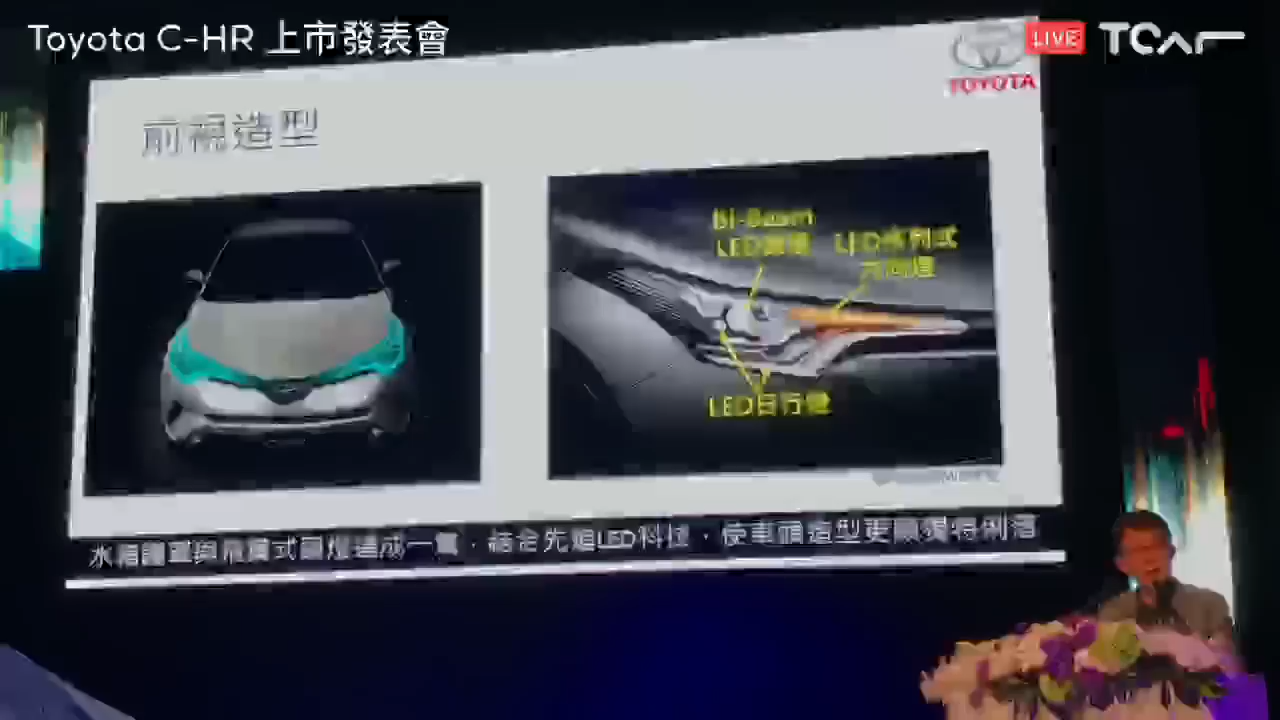 Toyota C-HR 上市發表會
LIVE
TCAR
TOYOTA
前視造型
Bi-Beam
LED頭燈
LED序列式
方向燈
LED日行燈
水箱護罩與飛翼式頭燈連成一氣，結合先進LED科技，使車頭造型更顯獨特俐落